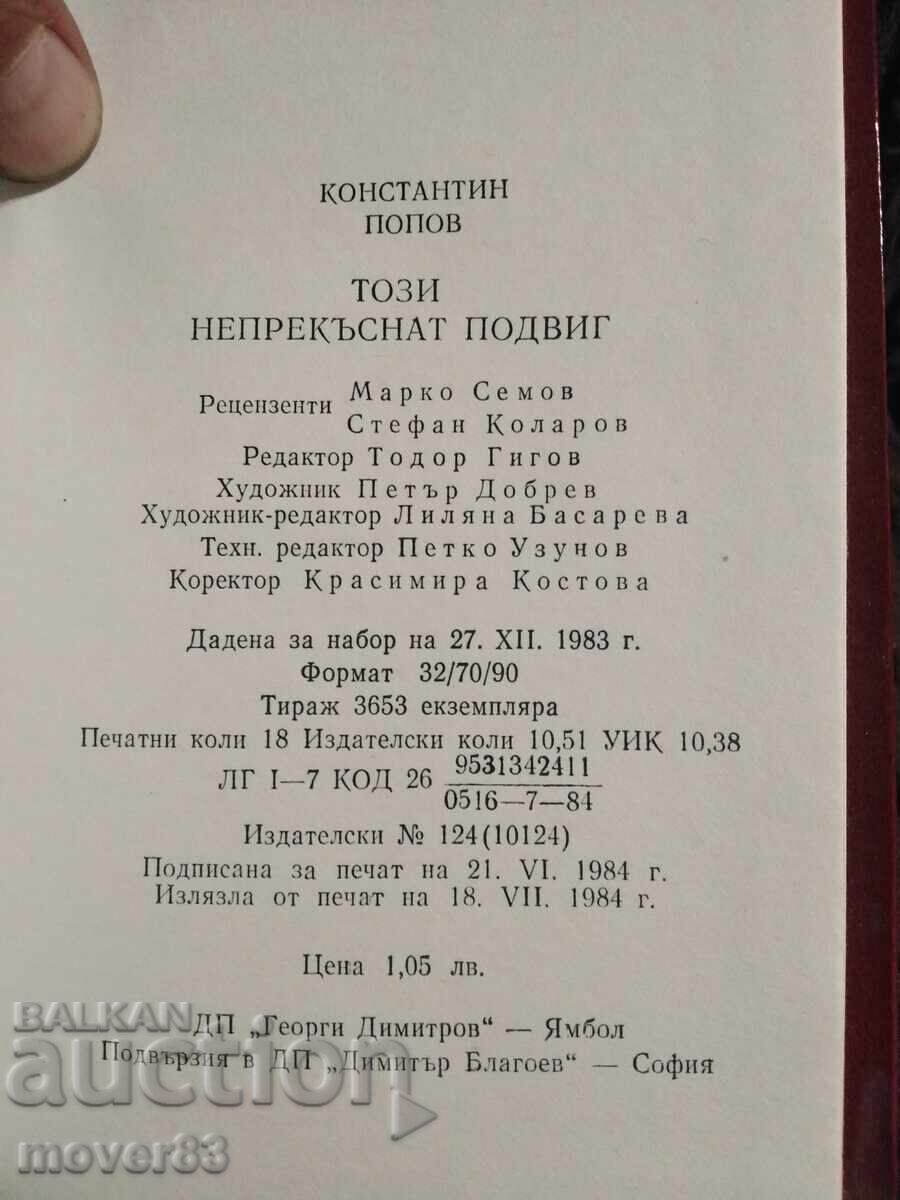 КОНСТАНТИН
ПОПОВ
ТОЗИ
НЕПРЕКЪСНАТ ПОДВИГ
Рецензенти Марко Семов
Стефан Коларов
Редактор Тодор Гигов
Художник Петър Добрев
Художник-редактор Лиляна Басарева
Техн. редактор Петко Узунов
Коректор Красимира Костова
Дадена за набор на 27. XII. 1983 г.
Формат 32/70/90
Тираж 3653 екземпляра
Печатни коли 18 Издателски коли 10,51 УИК 10,38
ЛГ I—7 КОД 26 9531342411
0516—7—84
Издателски № 124(10124)
Подписана за печат на 21. VI. 1984 г.
Излязла от печат на 18. VII. 1984 г.
Цена 1,05 лв.
ДП „Георги Димитров“ — Ямбол
Подвързия в ДП „Димитър Благоев“ — София
BALKAN
auction
mover83